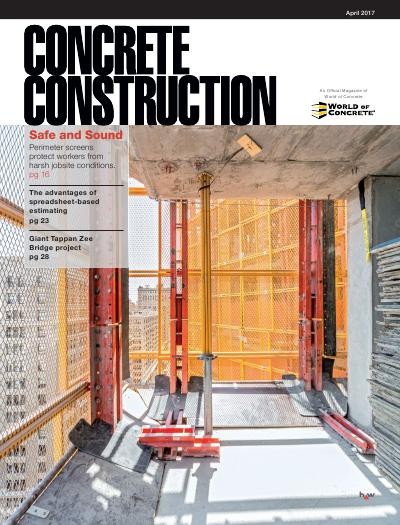 April 2017
CONCRETE
CONSTRUCTION
An Official Magazine of
World of Concrete
WORLD OF
CONCRETE
Safe and Sound
Perimeter screens
protect workers from
harsh jobsite conditions.
pg 16
The advantages of
spreadsheet-based
estimating
pg 23
Giant Tappan Zee
Bridge project
pg 28